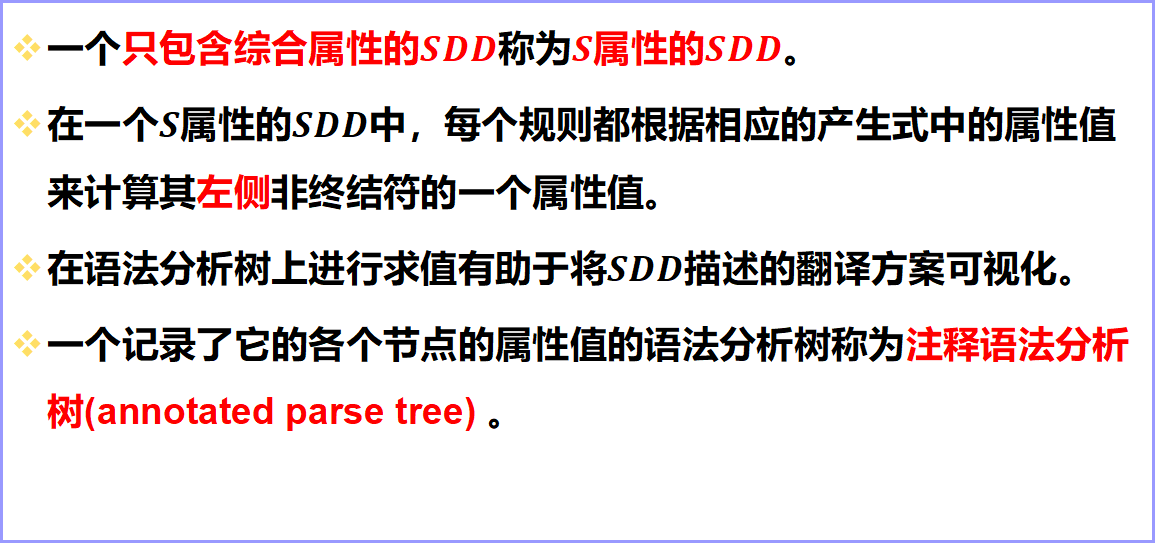 一个只包含综合属性的SDD称为S属性的SDD。
在一个S属性的SDD中，每个规则都根据相应的产生式中的属性值
来计算其左侧非终结符的一个属性值。
在语法分析树上进行求值有助于将SDD描述的翻译方案可视化。
一个记录了它的各个节点的属性值的语法分析树称为注释语法分析
树(annotated parse tree) 。